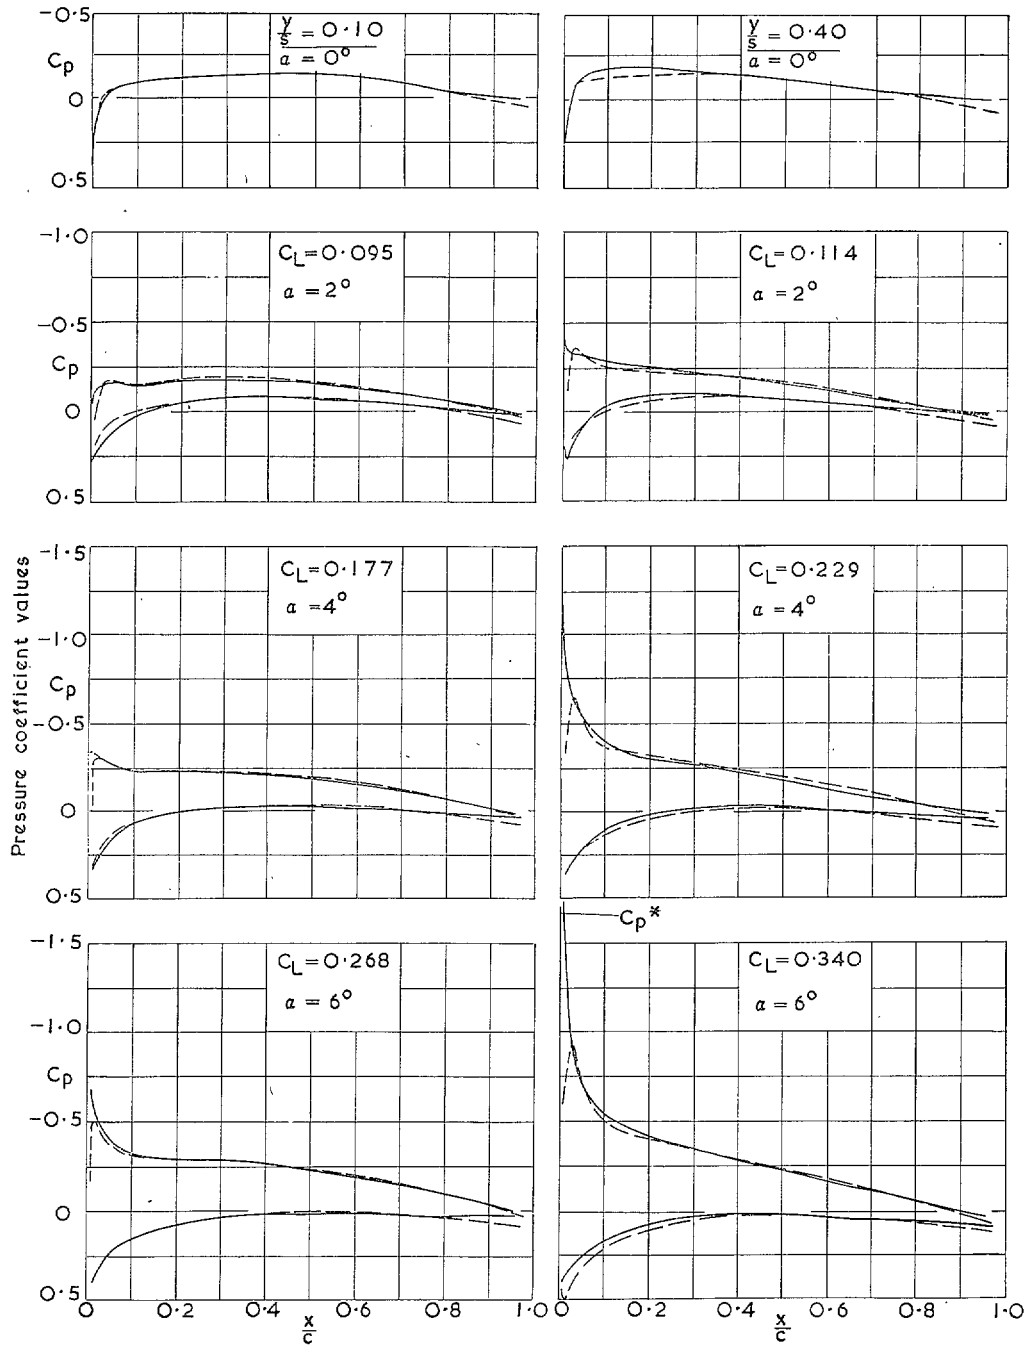 -0.5
Cp
0
0.5
y/s = 0.10
α = 0°
y/s = 0.40
α = 0°
-1.0
-0.5
Cp
0
0.5
CL=0.095
α = 2°
CL=0.114
α = 2°
Pressure coefficient values
-1.5
-1.0
Cp
-0.5
0
0.5
CL=0.177
α =4°
CL=0.229
α = 4°
-1.5
-1.0
Cp
-0.5
0
0.5
CL=0.268
α = 6°
Cp*
CL=0.340
α = 6°
0 0.2 0.4 0.6 0.8 1.0
x/c
0 0.2 0.4 0.6 0.8 1.0
x/c